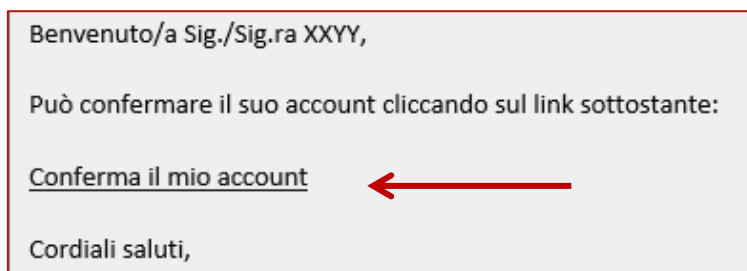 Benvenuto/a Sig./Sig.ra XXYY,
Può confermare il suo account cliccando sul link sottostante:
Conferma il mio account
Cordiali saluti,